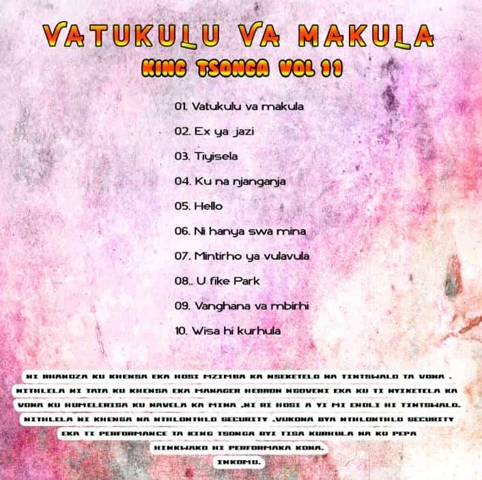 VATUKULU VA MAKULA
KING TSONGA VOL 11
01. Vatukulu va makula
02. Ex ya jazi
03. Tiyisela
04. Ku na njanganja
05. Hello
06. Ni hanya swa mina
07. Mintirho ya vulavula
08.. U fike Park
09. Vanghana va mbirhi
10. Wisa hi kurhula
NI RHANGZA KU KHENSA EKA HOSI MZIMBA KA NSEKETELO NA TINTSWALO TA VONA .
NITHLELA NI TATA KU KHENSA EKA MANAGER HEBRON NGOVENI EKA KU TI NYIKETELA KA
VONA KU HUMELERISA KU NAVELA KA MINA ,NI RI HOSI A YI MI ENOLI HI TINTSWALO.
NITHLELA NI KHENSA NA NTHLONTHLO SECURITY ,VUKONA BYA NTHLONTHLO SECURITY
EKA TI PERFORMANCE TA KING TSONGA BYI TISA KURHULA NA KU PEPA
HINKWAKO HI PERFORMAKA KONA.
INKOMU.